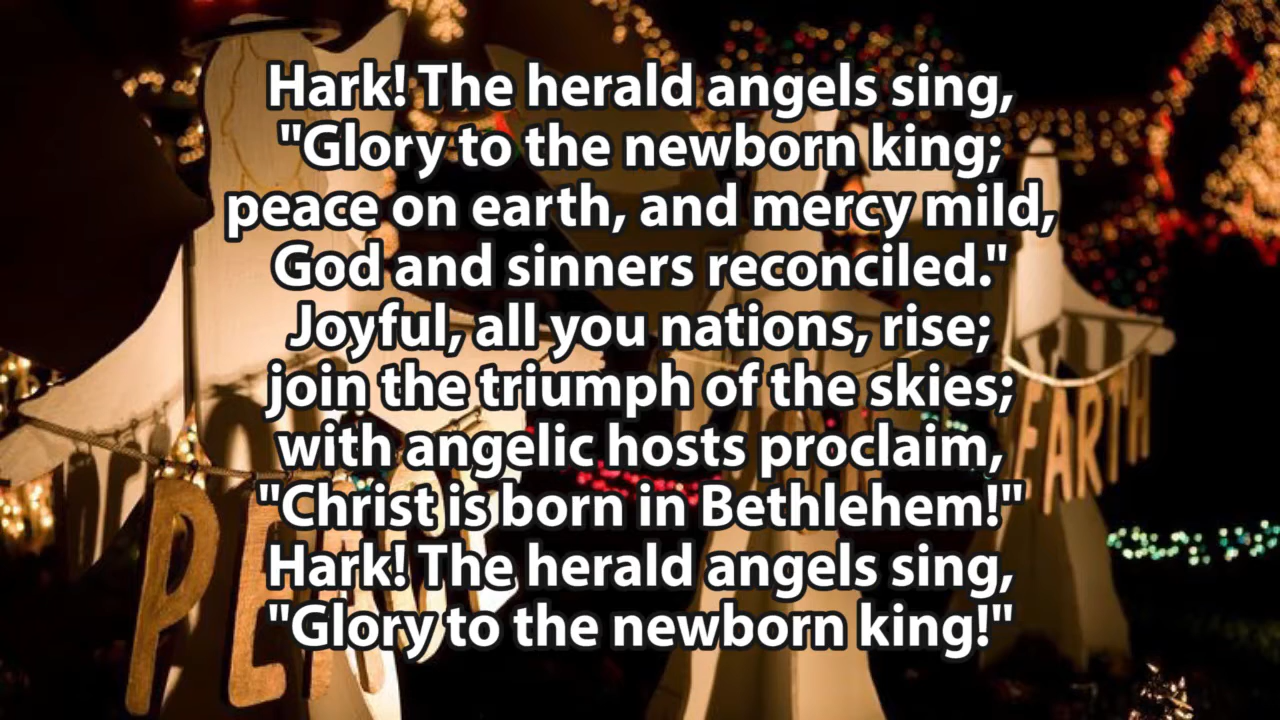 Hark! The herald angels sing,
"Glory to the newborn king;
peace on earth, and mercy mild,
God and sinners reconciled."
Joyful, all you nations, rise;
join the triumph of the skies;
with angelic hosts proclaim,
"Christ is born in Bethlehem!"
Hark! The herald angels sing,
"Glory to the newborn king!"
EARTH